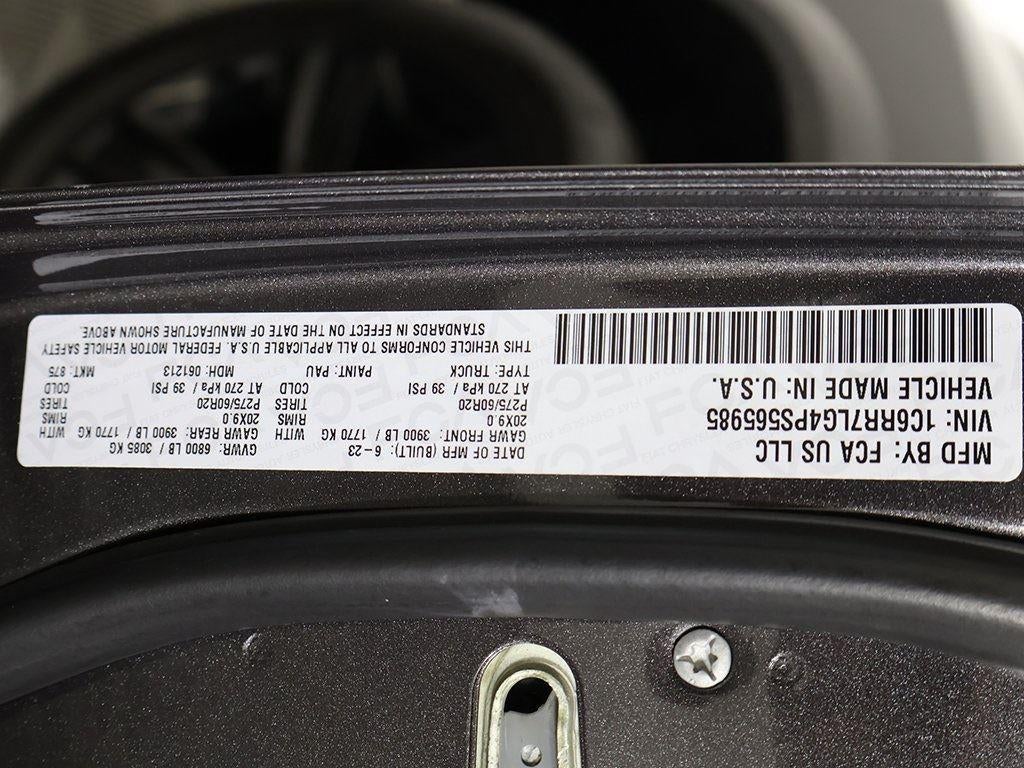 MFD BY: FCA US LLC
VIN: 1C6RR7LG4PS565985
VEHICLE MADE IN: U.S.A.
DATE OF MFR (BUILT): 6-23 GVWR: 6800 LB / 3085 KG
GAWR FRONT: 3900 LB / 1770 KG WITH GAWR REAR: 3900 LB / 1770 KG WITH
20X9.0 RIMS 20X9.0 RIMS
P275/60R20 TIRES P275/60R20 TIRES
AT 270 kPa / 39 PSI COLD AT 270 kPa / 39 PSI COLD
TYPE: TRUCK PAINT: PAU MDH: 061213 MKT: 875
THIS VEHICLE CONFORMS TO ALL APPLICABLE U.S.A. FEDERAL MOTOR VEHICLE SAFETY
STANDARDS IN EFFECT ON THE DATE OF MANUFACTURE SHOWN ABOVE.